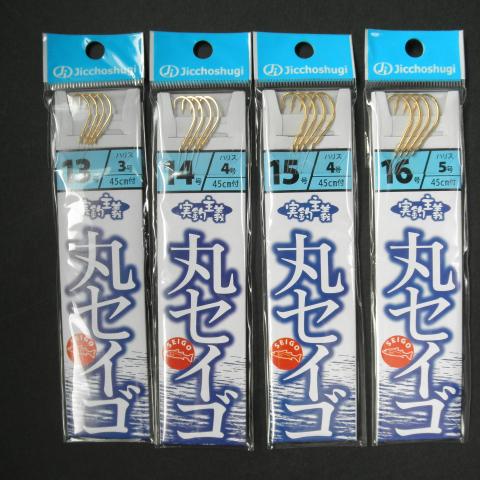 Jicchoshugi
13号
ハリス
3号
45cm付
実釣主義
丸セイゴ
SEIGO
Jicchoshugi
14号
ハリス
4号
45cm付
実釣主義
丸セイゴ
SEIGO
Jicchoshugi
15号
ハリス
4号
45cm付
実釣主義
丸セイゴ
SEIGO
Jicchoshugi
16号
ハリス
5号
45cm付
実釣主義
丸セイゴ
SEIGO